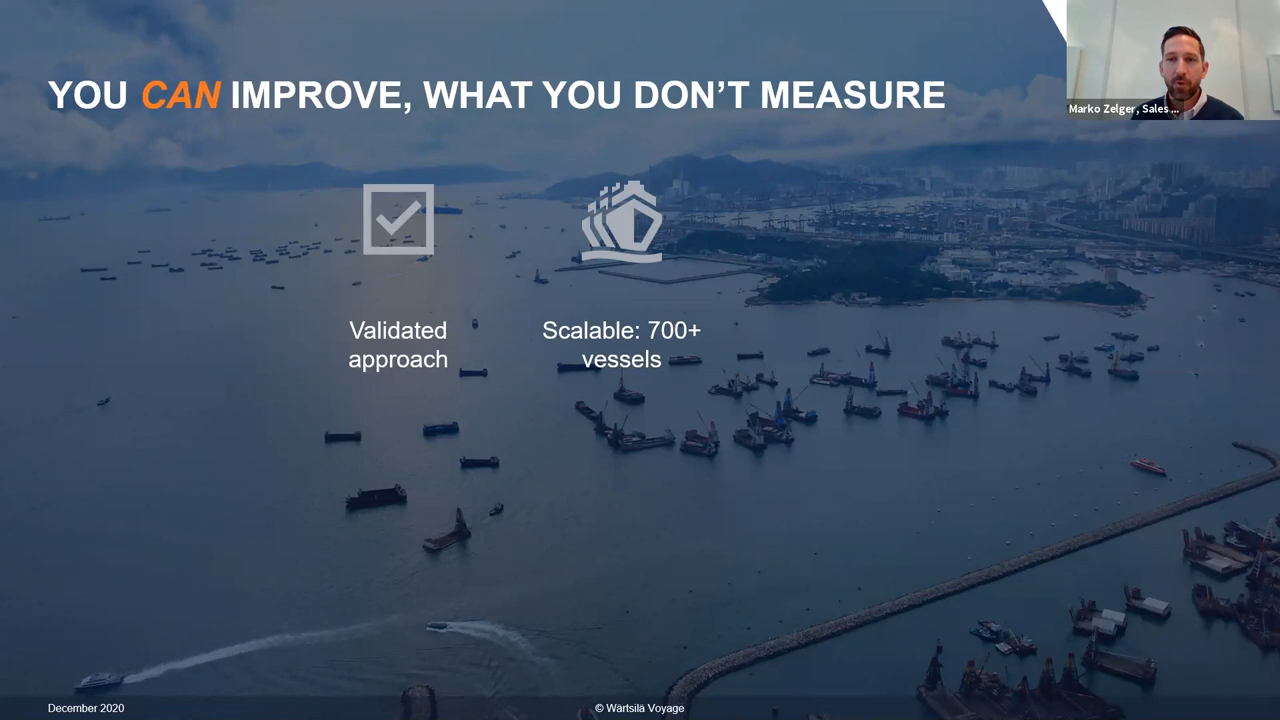 YOU CAN IMPROVE, WHAT YOU DON'T MEASURE
Marko Zelger, Sales ...
Validated
approach
Scalable: 700+
vessels
December 2020
© Wärtsilä Voyage